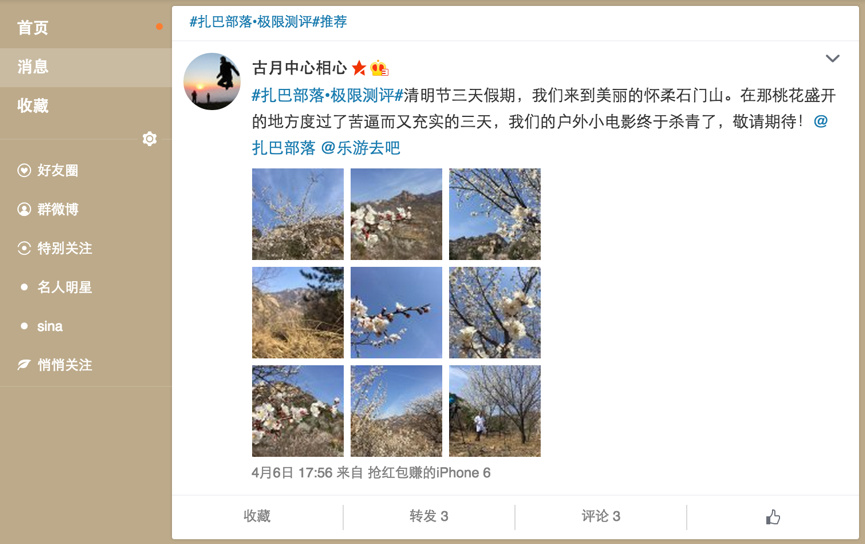 首页
消息
收藏
好友圈
群微博
特别关注
名人明星
sina
悄悄关注
#扎巴部落•极限测评#推荐
古月中心相心
#扎巴部落•极限测评#清明节三天假期，我们来到美丽的怀柔石门山。在那桃花盛开
的地方度过了苦逼而又充实的三天，我们的户外小电影终于杀青了，敬请期待！@
扎巴部落 @乐游去吧
4月6日 17:56 来自 抢红包赚的iPhone 6
收藏
转发 3
评论 3